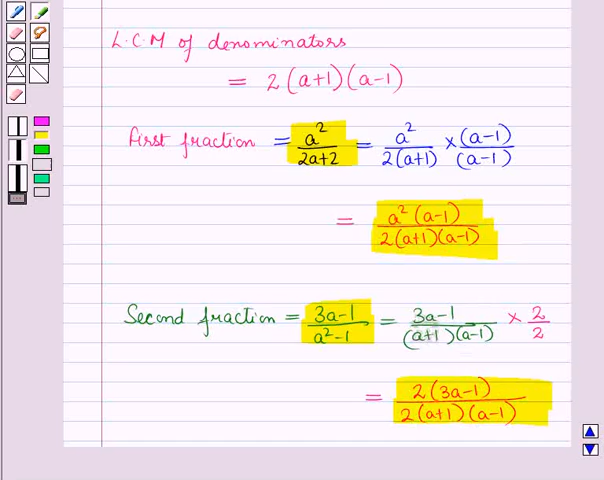 L.C.M of denominators
= 2(a+1)(a-1)
First fraction = a²/(2a+2) = a²/2(a+1) × (a-1)/(a-1)
= a²(a-1)/2(a+1)(a-1)
Second fraction = (3a-1)/(a²-1) = (3a-1)/(a+1)(a-1) × 2/2
= 2(3a-1)/2(a+1)(a-1)